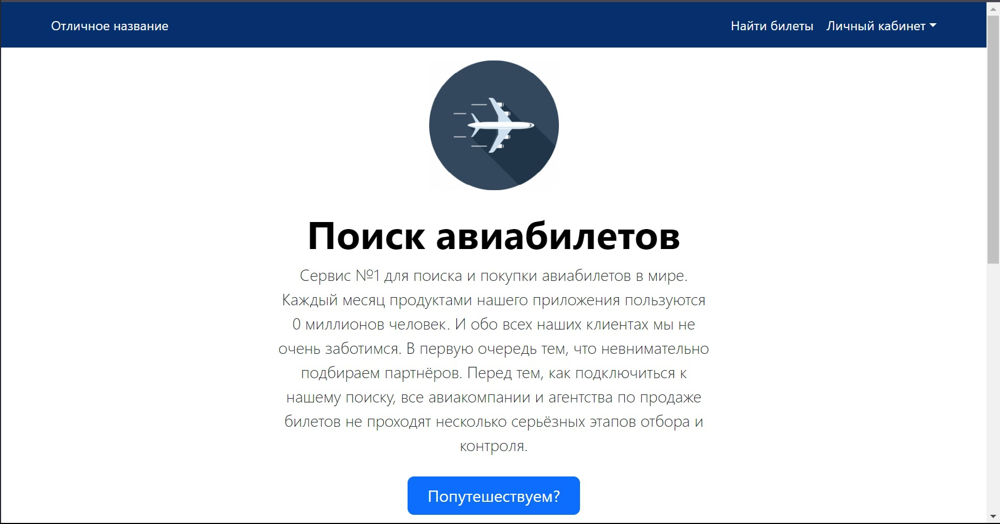 Отличное название
Найти билеты Личный кабинет
Поиск авиабилетов
Сервис №1 для поиска и покупки авиабилетов в мире.
Каждый месяц продуктами нашего приложения пользуются
0 миллионов человек. И обо всех наших клиентах мы не
очень заботимся. В первую очередь тем, что невнимательно
подбираем партнёров. Перед тем, как подключиться к
нашему поиску, все авиакомпании и агентства по продаже
билетов не проходят несколько серьёзных этапов отбора и
контроля.
Попутешествуем?